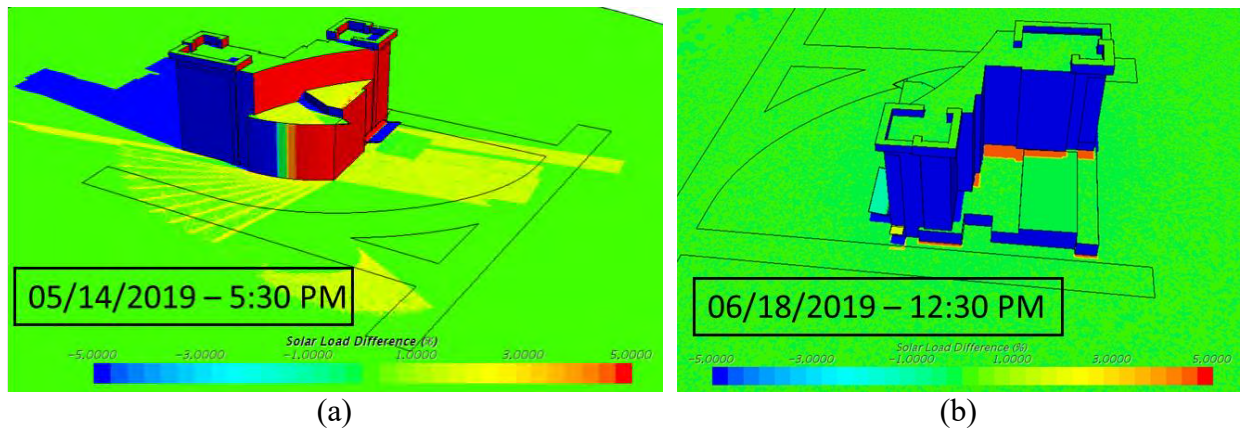 05/14/2019 – 5:30 PM
Solar Load Difference (%)
-5.0000 -3.0000 -1.0000 1.0000 3.0000 5.0000
(a)
06/18/2019 – 12:30 PM
Solar Load Difference (%)
-5.0000 -1.0000 1.0000 3.0000 5.0000
(b)